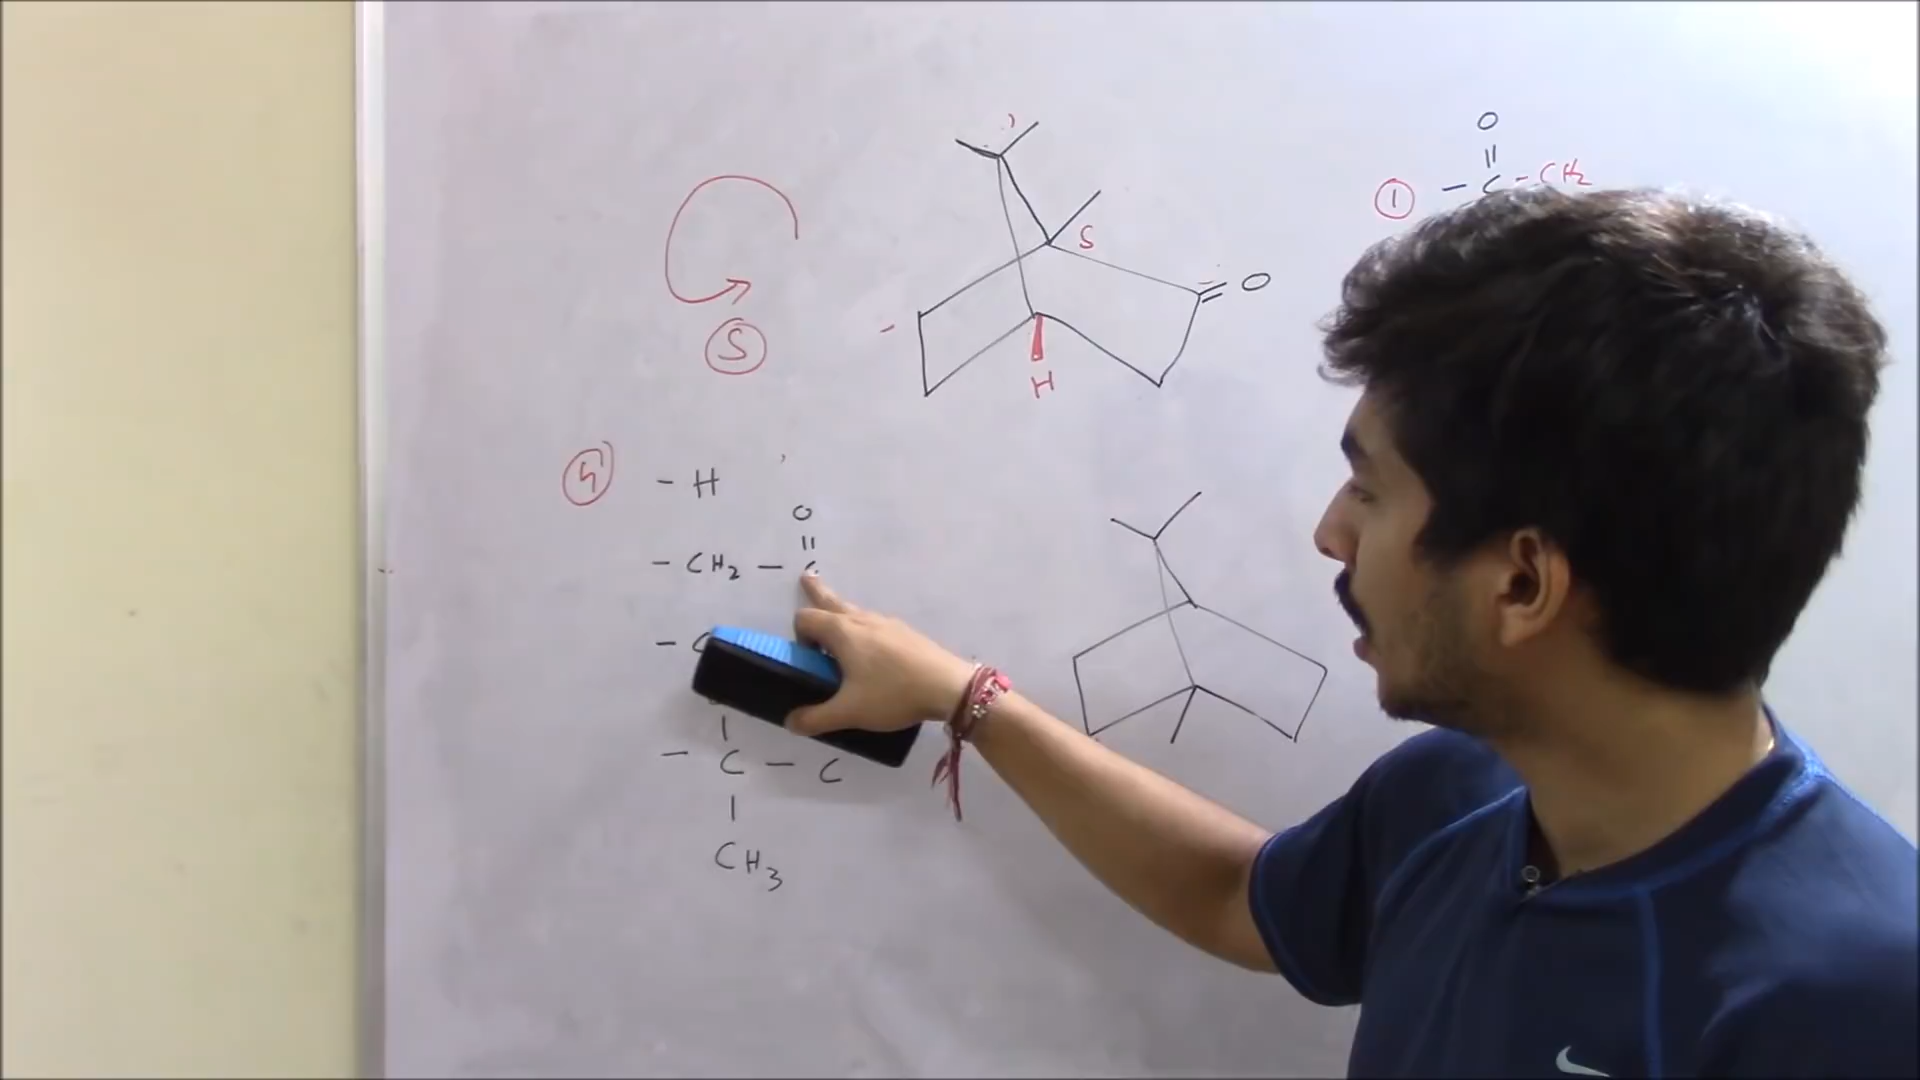 O
||
① - C - CH₂
S
= O
H
S
④ - H
O
||
- CH₂ - C
|
- C - C
|
CH₃